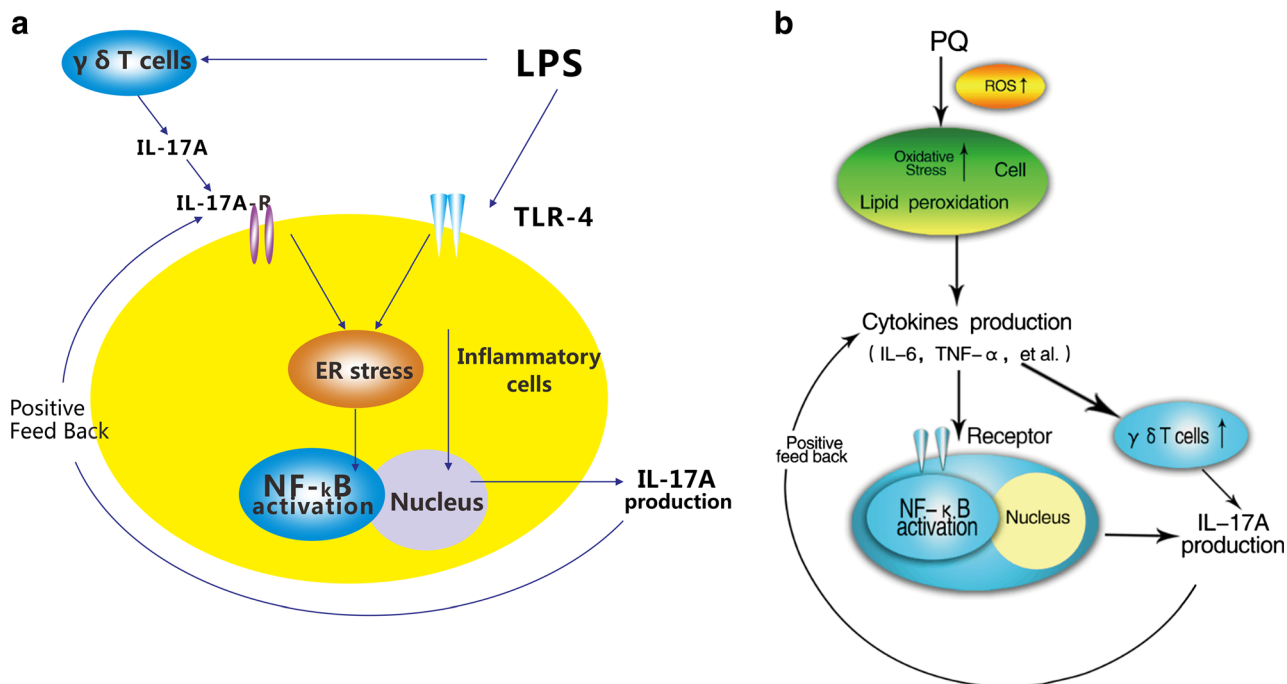 a
γ δ T cells
LPS
IL-17A
IL-17A-R
TLR-4
ER stress
Inflammatory
cells
Positive
Feed Back
NF-κB
activation
Nucleus
IL-17A
production
b
PQ
ROS↑
Oxidative
Stress
Cell
Lipid peroxidation
Cytokines production
( IL-6, TNF-α, et al. )
Positive
feed back
Receptor
γ δ T cells ↑
NF-κ.B
activation
Nucleus
IL-17A
production